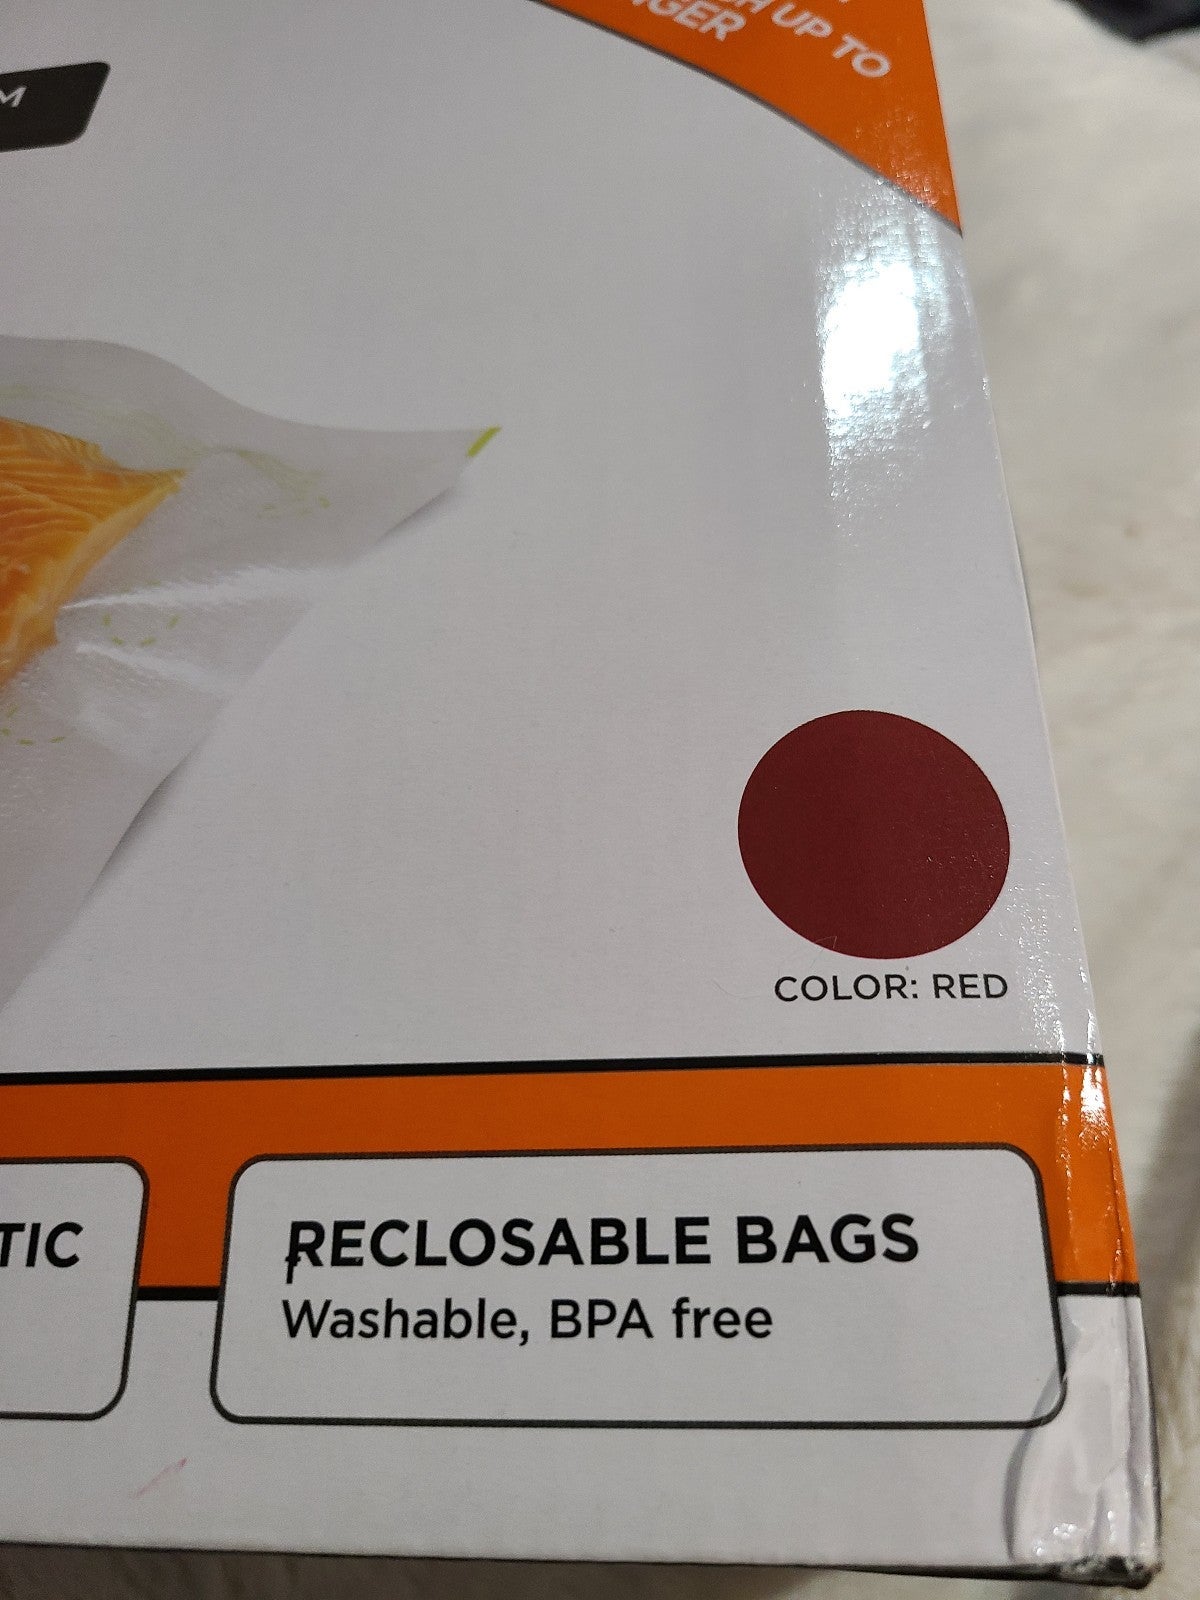 UP TO
M
COLOR: RED
TIC
RECLOSABLE BAGS
Washable, BPA free